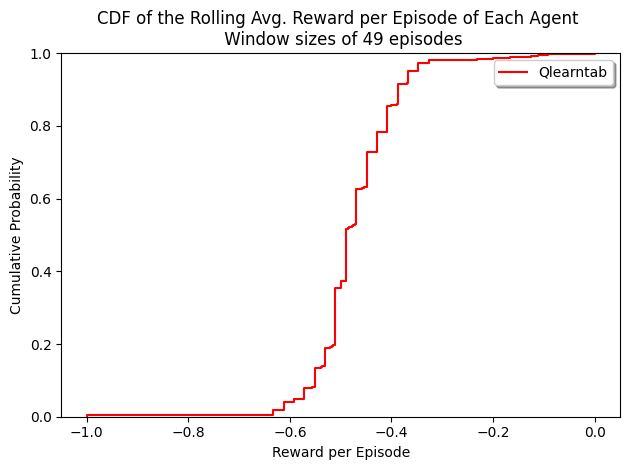 CDF of the Rolling Avg. Reward per Episode of Each Agent
Window sizes of 49 episodes
Qlearntab
Cumulative Probability
1.0
0.8
0.6
0.4
0.2
0.0
−1.0
−0.8
−0.6
−0.4
−0.2
0.0
Reward per Episode